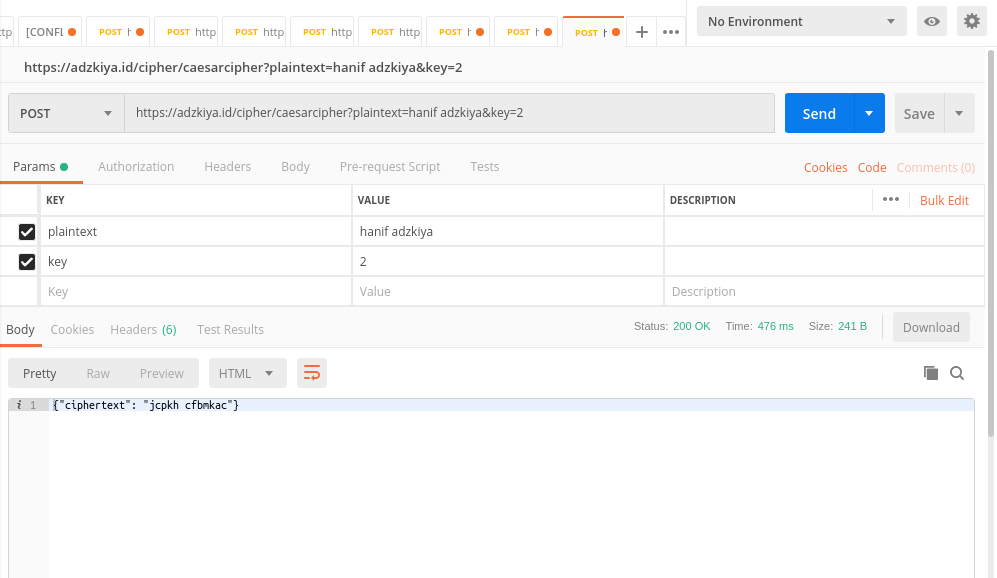 ttp [CONFL POST h POST http POST http POST http POST http POST h POST h POST h + •••
No Environment
https://adzkiya.id/cipher/caesarcipher?plaintext=hanif adzkiya&key=2
POST https://adzkiya.id/cipher/caesarcipher?plaintext=hanif adzkiya&key=2 Send Save
Params Authorization Headers Body Pre-request Script Tests Cookies Code Comments (0)
KEY VALUE DESCRIPTION ••• Bulk Edit
plaintext hanif adzkiya
key 2
Key Value Description
Body Cookies Headers (6) Test Results Status: 200 OK Time: 476 ms Size: 241 B Download
Pretty Raw Preview HTML
i 1 {"ciphertext": "jcpkh cfbmkac"}